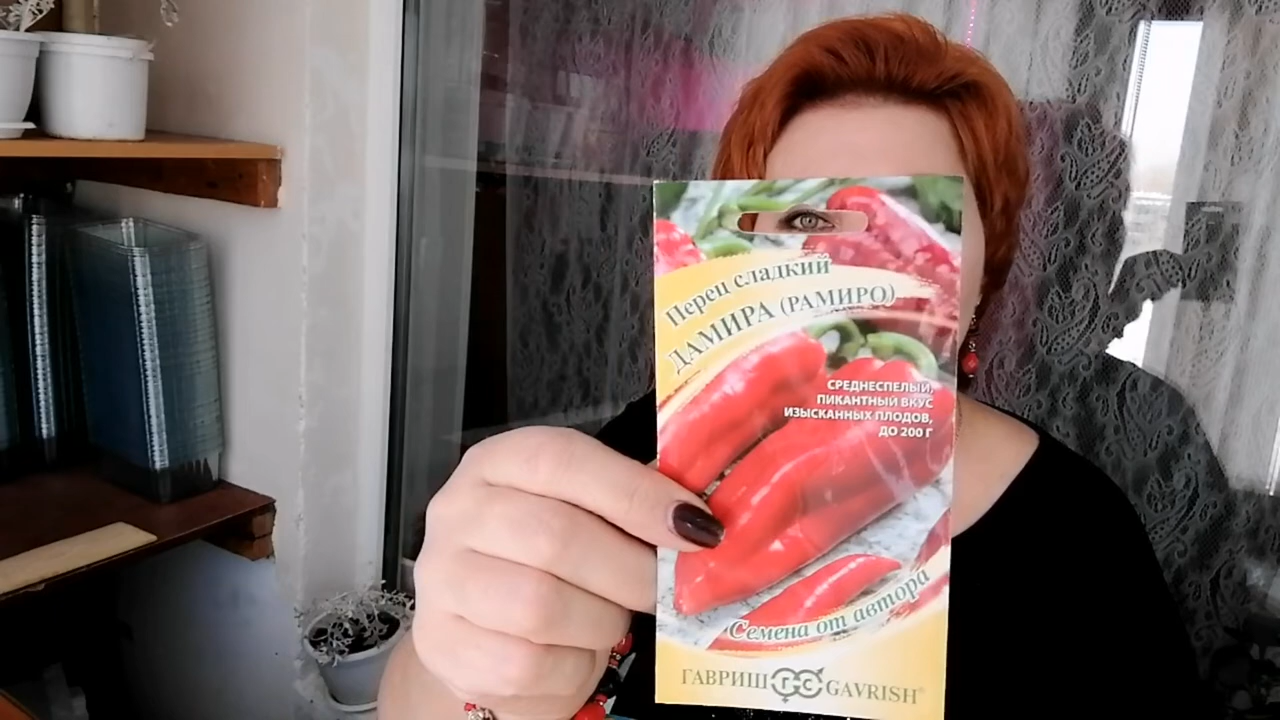 Перец сладкий
ДАМИРА (РАМИРО)
СРЕДНЕСПЕЛЫЙ,
ПИКАНТНЫЙ ВКУС
ИЗЫСКАННЫХ ПЛОДОВ,
ДО 200 Г
Семена от автора
ГАВРИШ GAVRISH®